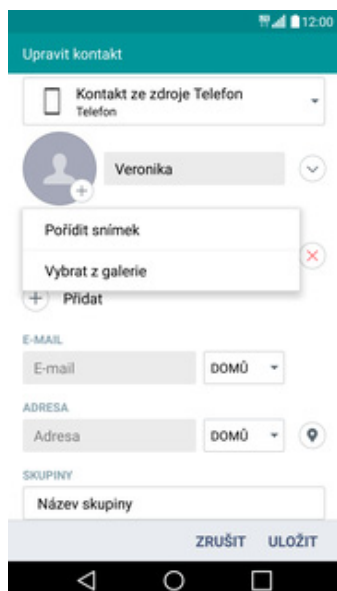 12:00
Upravit kontakt
Kontakt ze zdroje Telefon
Telefon
Veronika
Pořídit snímek
Vybrat z galerie
Přidat
E-MAIL
E-mail DOMŮ
ADRESA
Adresa DOMŮ
SKUPINY
Název skupiny
ZRUŠIT ULOŽIT